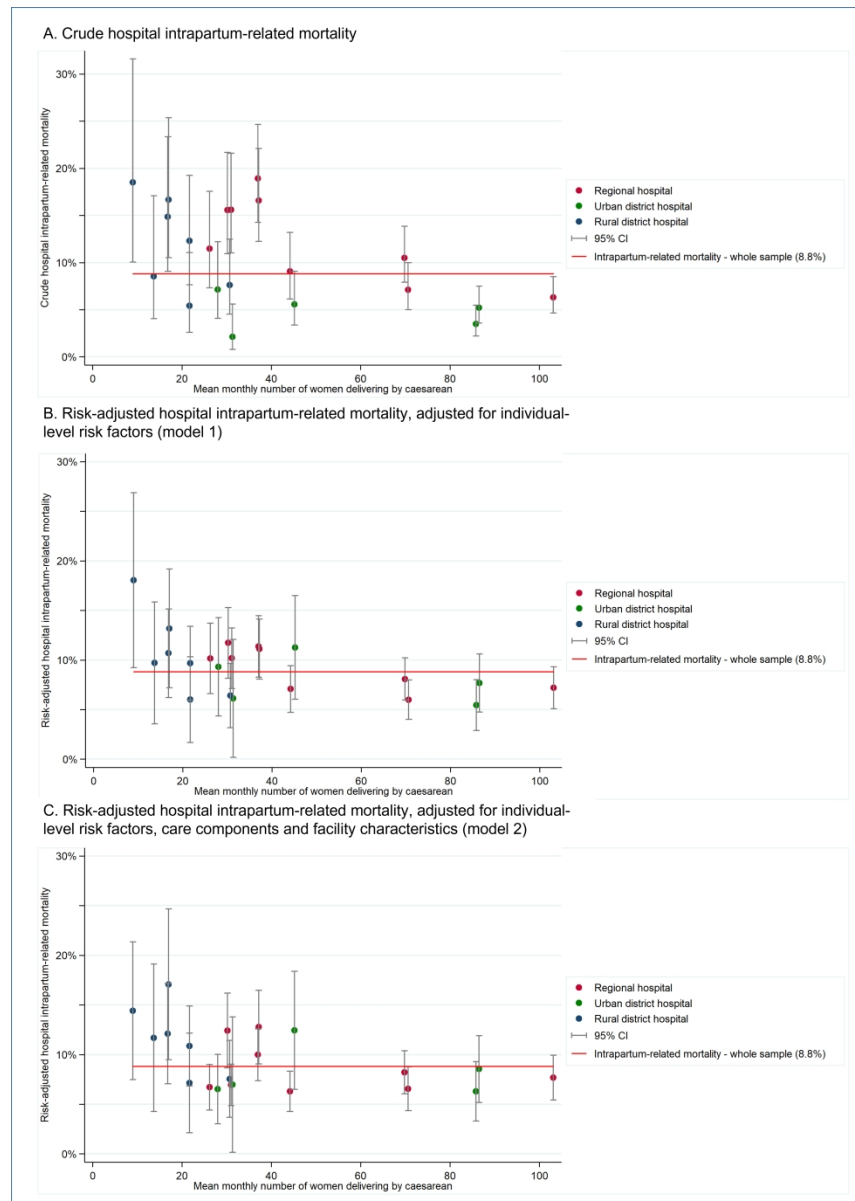 A. Crude hospital intrapartum-related mortality
Crude hospital intrapartum-related mortality
30%
20%
10%
0%
0 20 40 60 80 100
Mean monthly number of women delivering by caesarean
Regional hospital
Urban district hospital
Rural district hospital
95% CI
Intrapartum-related mortality - whole sample (8.8%)
B. Risk-adjusted hospital intrapartum-related mortality, adjusted for individual-
level risk factors (model 1)
Risk-adjusted hospital intrapartum-related mortality
30%
20%
10%
0%
0 20 40 60 80 100
Mean monthly number of women delivering by caesarean
Regional hospital
Urban district hospital
Rural district hospital
95% CI
Intrapartum-related mortality - whole sample (8.8%)
C. Risk-adjusted hospital intrapartum-related mortality, adjusted for individual-
level risk factors, care components and facility characteristics (model 2)
Risk-adjusted hospital intrapartum-related mortality
30%
20%
10%
0%
0 20 40 60 80 100
Mean monthly number of women delivering by caesarean
Regional hospital
Urban district hospital
Rural district hospital
95% CI
Intrapartum-related mortality - whole sample (8.8%)